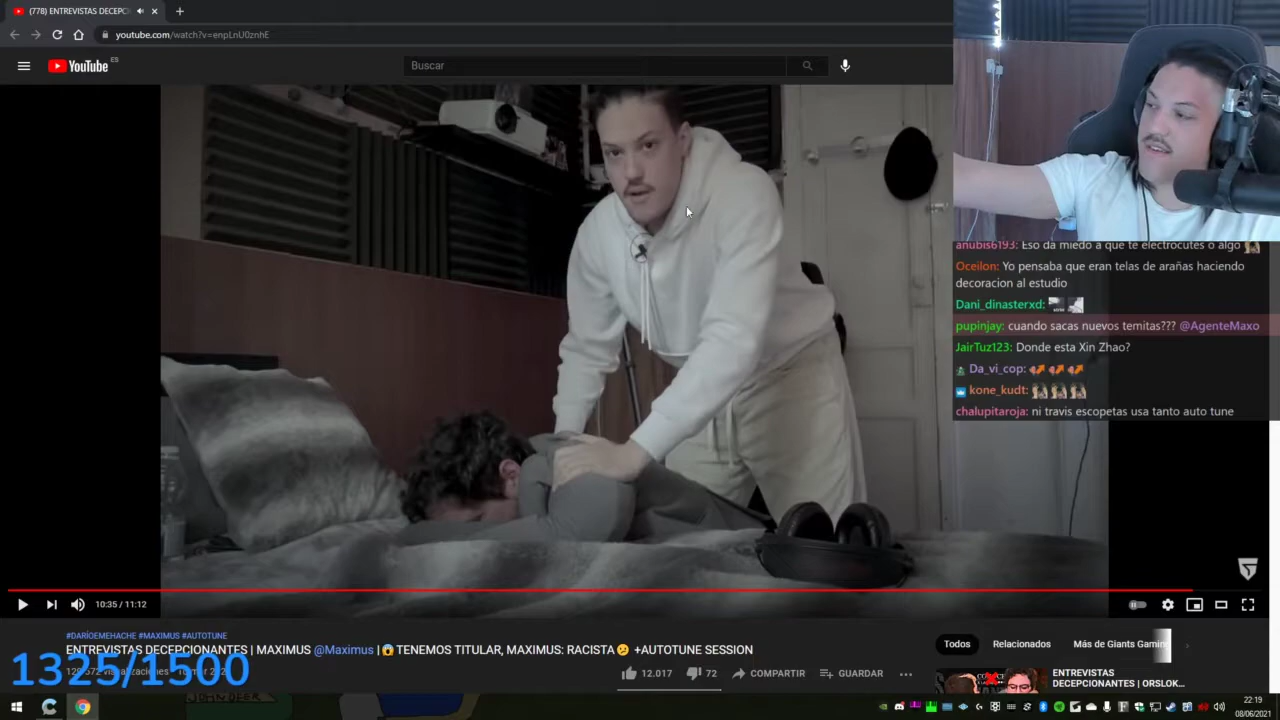 (778) ENTREVISTAS DECEPC
youtube.com/watch?v=enpLnU0znhE
YouTube ES
Buscar
anubis6193: Eso da miedo a que te electrocutes o algo
Oceilon: Yo pensaba que eran telas de arañas haciendo
decoracion al estudio
Dani_dinasterxd:
pupinjay: cuando sacas nuevos temitas??? @AgenteMaxo
JairTuz123: Donde esta Xin Zhao?
Da_vi_cop:
kone_kudt:
chalupitaroja: ni travis escopetas usa tanto auto tune
10:35 / 11:12
#DARÍOEMEHACHE #MAXIMUS #AUTOTUNE
ENTREVISTAS DECEPCIONANTES | MAXIMUS @Maximus | TENEMOS TITULAR, MAXIMUS: RACISTA +AUTOTUNE SESSION
1325/1500
12.017
72
COMPARTIR
GUARDAR
Todos
Relacionados
Más de Giants Gamin
ENTREVISTAS
DECEPCIONANTES | ORSLOK...
JOHN DEER
22:19
08/06/2021